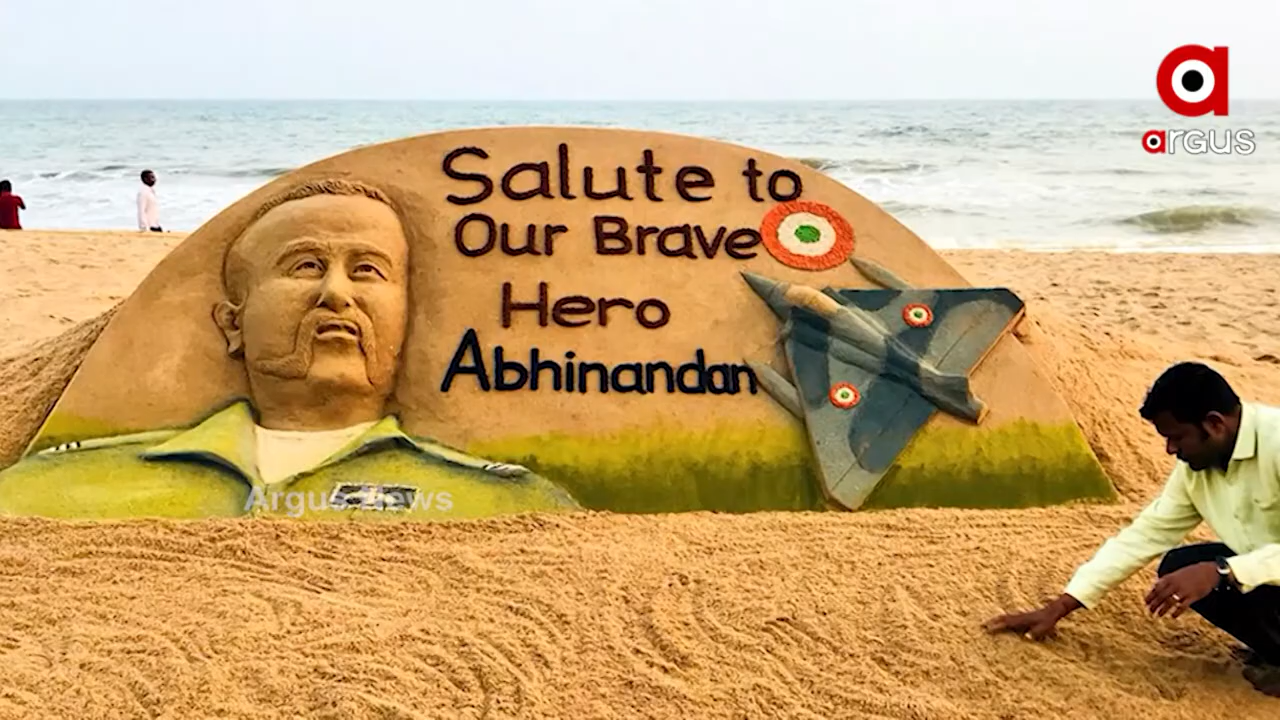 argus
Salute to
Our Brave
Hero
Abhinandan
Argus News